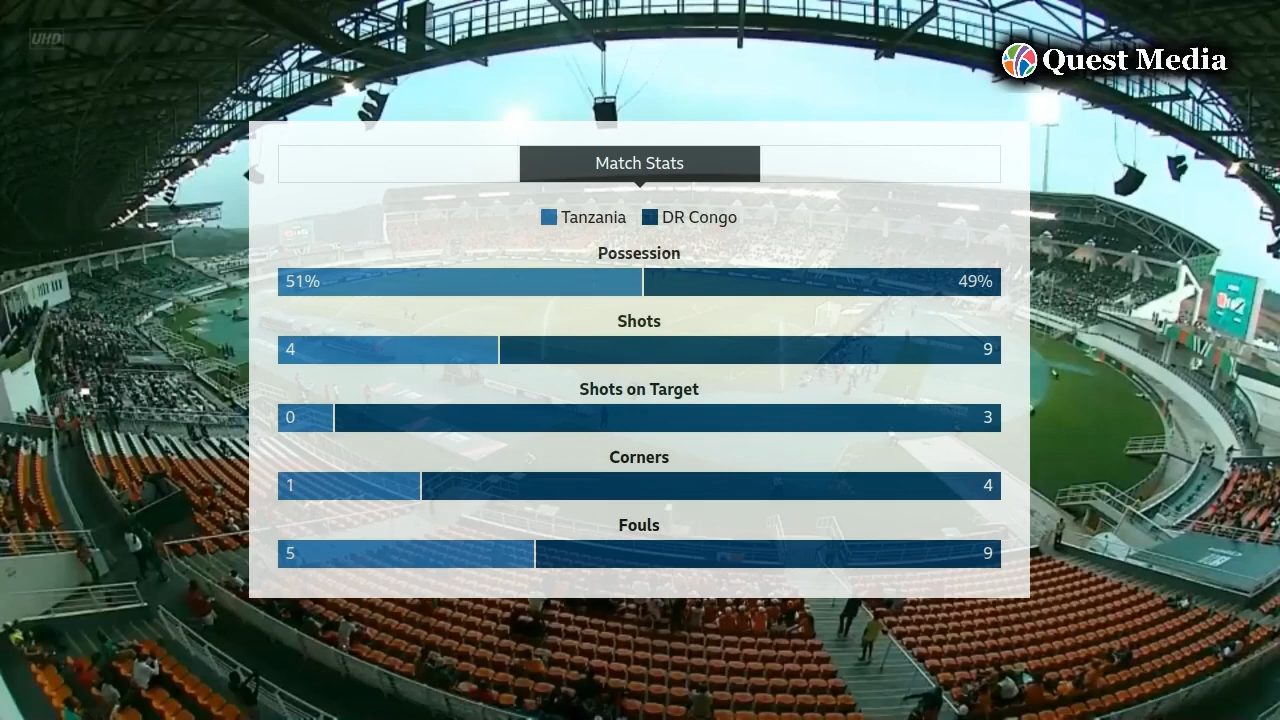 UHD
Quest Media
Match Stats
Tanzania DR Congo
Possession
51% 49%
Shots
4 9
Shots on Target
0 3
Corners
1 4
Fouls
5 9